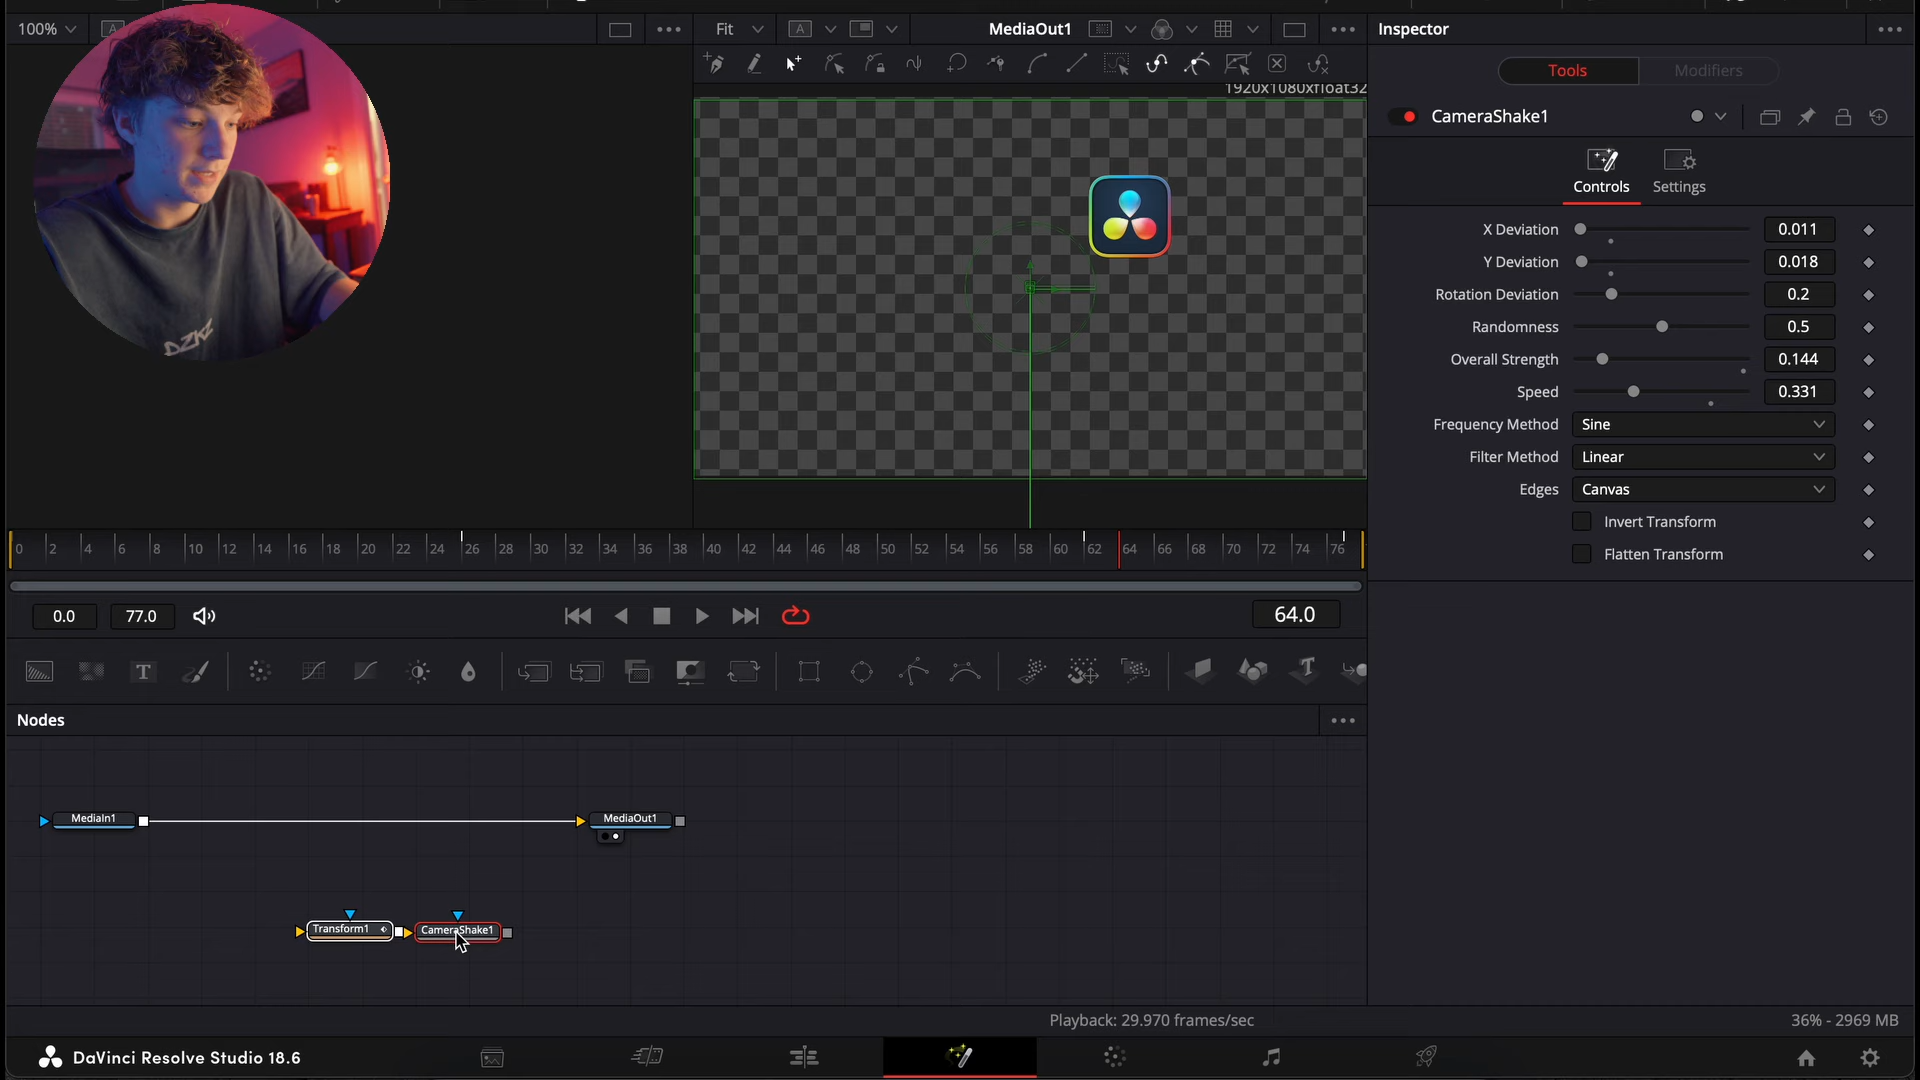 100%
A
Fit
A
MediaOut1
Inspector
Tools
Modifiers
1920x1080xfloat32
CameraShake1
Controls
Settings
X Deviation
0.011
Y Deviation
0.018
Rotation Deviation
0.2
Randomness
0.5
Overall Strength
0.144
Speed
0.331
Frequency Method
Sine
Filter Method
Linear
Edges
Canvas
Invert Transform
Flatten Transform
0 2 4 6 8 10 12 14 16 18 20 22 24 26 28 30 32 34 36 38 40 42 44 46 48 50 52 54 56 58 60 62 64 66 68 70 72 74 76
0.0
77.0
64.0
T
Nodes
MediaIn1
MediaOut1
Transform1
CameraShake1
Playback: 29.970 frames/sec
36% - 2969 MB
DaVinci Resolve Studio 18.6